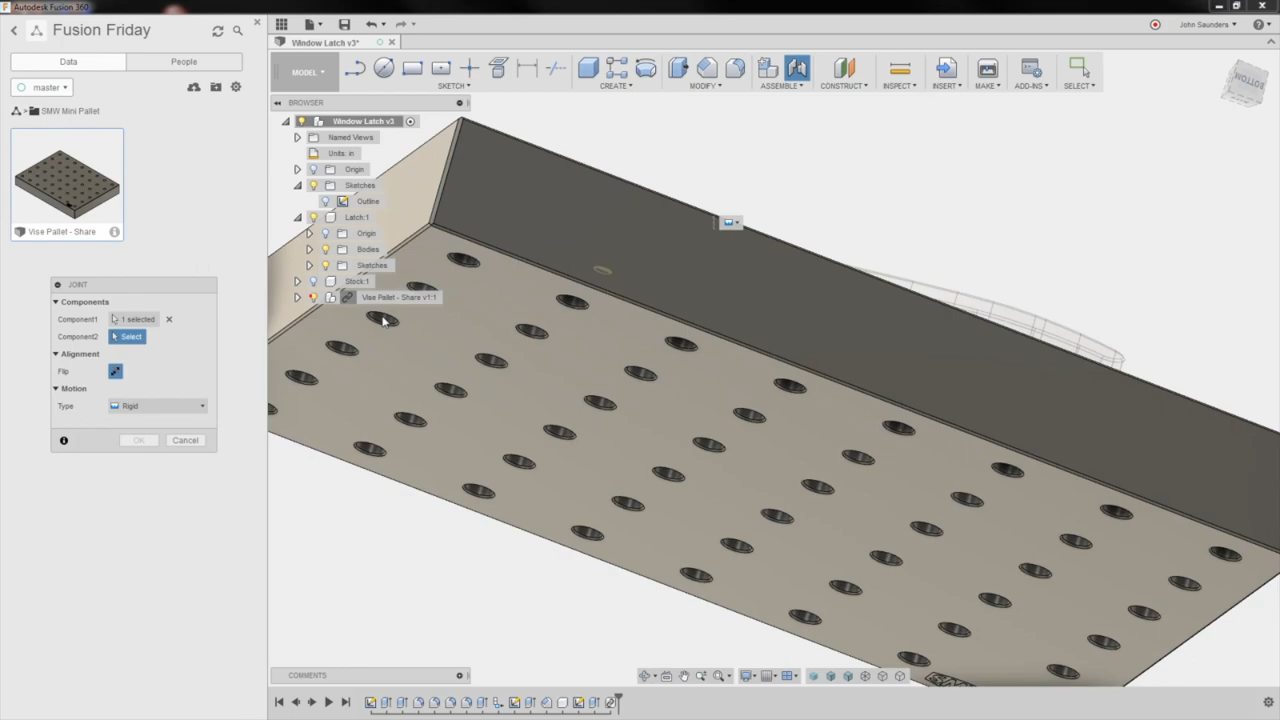 Autodesk Fusion 360
Fusion Friday
Data
People
master
SMW Mini Pallet
Vise Pallet - Share
JOINT
Components
Component1
1 selected
Component2
Select
Alignment
Flip
Motion
Type
Rigid
OK
Cancel
John Saunders
Window Latch v3*
MODEL
SKETCH
CREATE
MODIFY
ASSEMBLE
CONSTRUCT
INSPECT
INSERT
MAKE
ADD-INS
SELECT
BOTTOM
BROWSER
Window Latch v3
Named Views
Units: in
Origin
Sketches
Outline
Latch:1
Origin
Bodies
Sketches
Stock:1
Vise Pallet - Share v1:1
COMMENTS